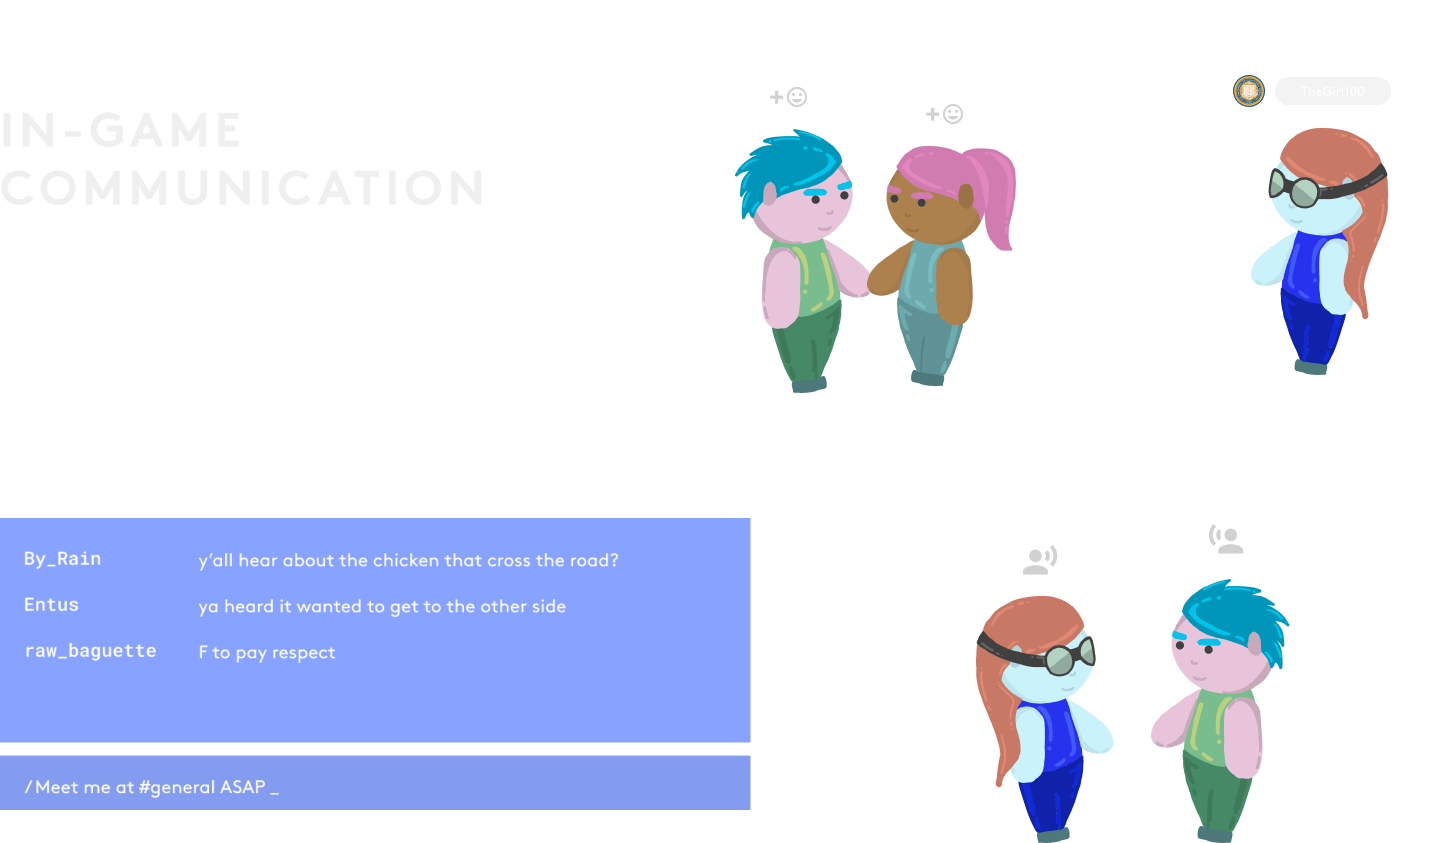 IN-GAME
COMMUNICATION
TheGirl100
By_Rain y’all hear about the chicken that cross the road?
Entus ya heard it wanted to get to the other side
raw_baguette F to pay respect
/ Meet me at #general ASAP _